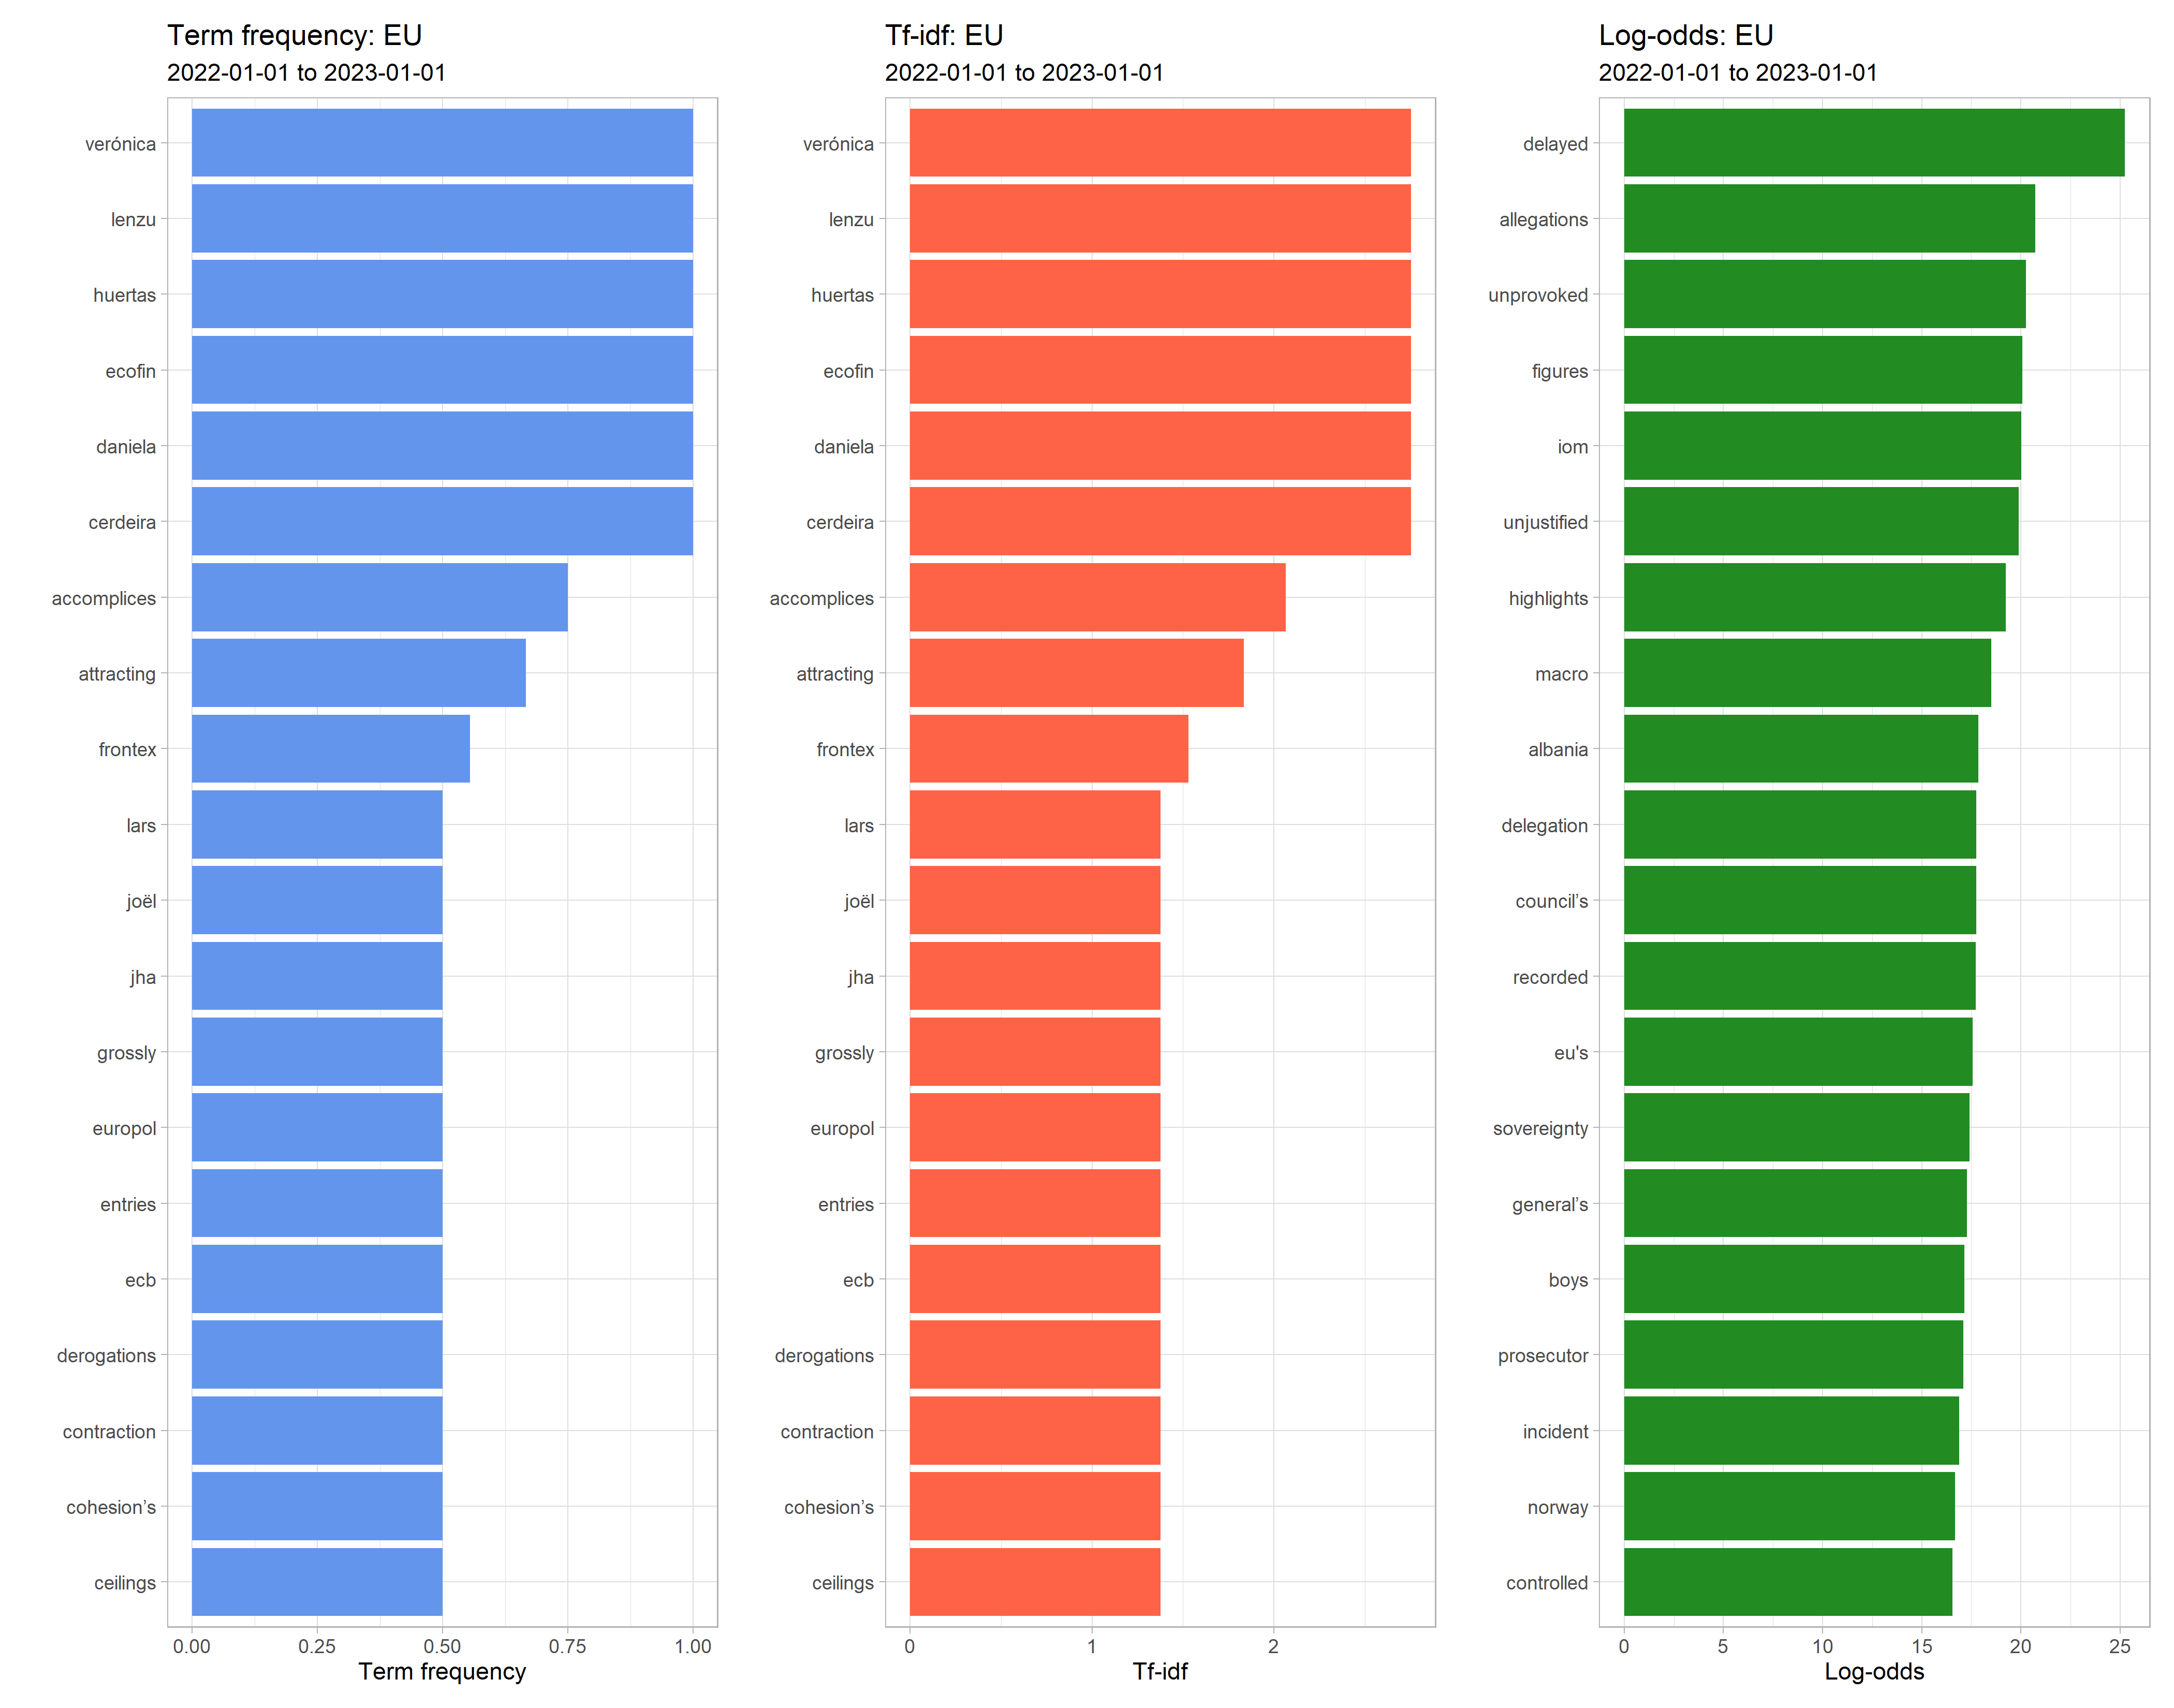 Term frequency: EU
2022-01-01 to 2023-01-01
verónica
lenzu
huertas
ecofin
daniela
cerdeira
accomplices
attracting
frontex
lars
joël
jha
grossly
europol
entries
ecb
derogations
contraction
cohesion’s
ceilings
0.00 0.25 0.50 0.75 1.00
Term frequency
Tf-idf: EU
2022-01-01 to 2023-01-01
verónica
lenzu
huertas
ecofin
daniela
cerdeira
accomplices
attracting
frontex
lars
joël
jha
grossly
europol
entries
ecb
derogations
contraction
cohesion’s
ceilings
0 1 2
Tf-idf
Log-odds: EU
2022-01-01 to 2023-01-01
delayed
allegations
unprovoked
figures
iom
unjustified
highlights
macro
albania
delegation
council’s
recorded
eu's
sovereignty
general’s
boys
prosecutor
incident
norway
controlled
0 5 10 15 20 25
Log-odds